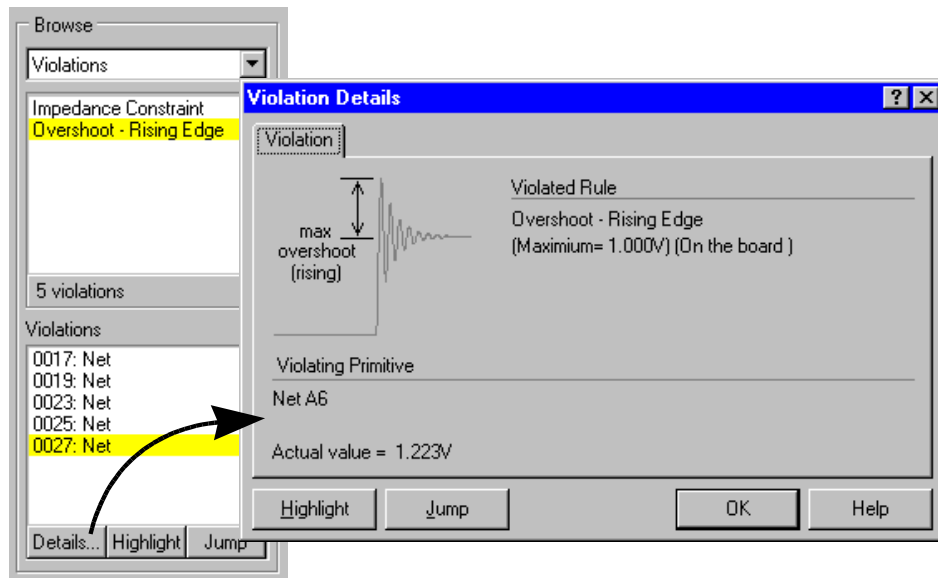 Browse
Violations
Impedance Constraint
Overshoot - Rising Edge
5 violations
Violations
0017: Net
0019: Net
0023: Net
0025: Net
0027: Net
Details... Highlight Jump
Violation Details
Violation
max
overshoot
(rising)
Violated Rule
Overshoot - Rising Edge
(Maximium= 1.000V) (On the board )
Violating Primitive
Net A6
Actual value = 1.223V
Highlight Jump OK Help